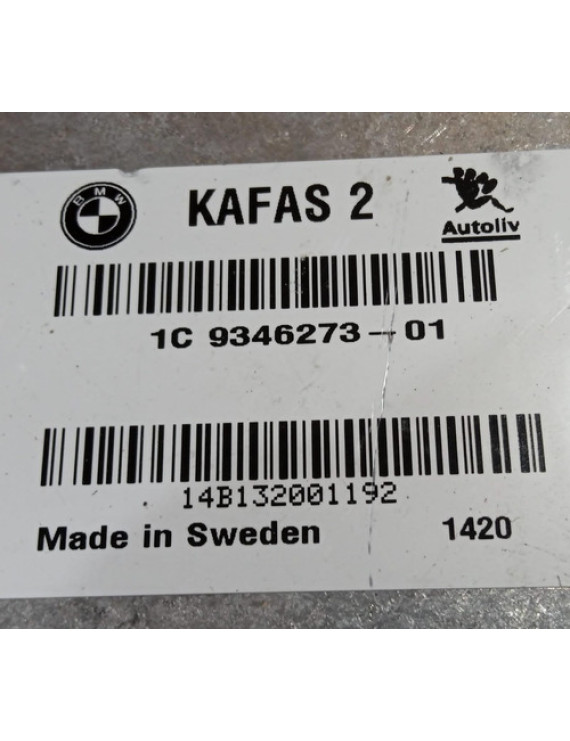 BMW KAFAS 2 Autoliv
1C 9346273-01
14B132001192
Made in Sweden 1420